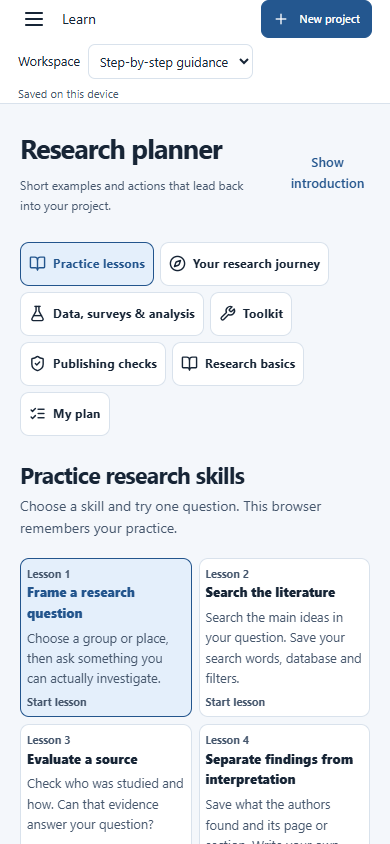 Learn
New project
Workspace
Step-by-step guidance
Saved on this device
Research planner
Show
introduction
Short examples and actions that lead back
into your project.
Practice lessons
Your research journey
Data, surveys & analysis
Toolkit
Publishing checks
Research basics
My plan
Practice research skills
Choose a skill and try one question. This browser
remembers your practice.
Lesson 1
Frame a research
question
Choose a group or place,
then ask something you
can actually investigate.
Start lesson
Lesson 2
Search the literature
Search the main ideas in
your question. Save your
search words, database and
filters.
Start lesson
Lesson 3
Evaluate a source
Check who was studied and
how. Can that evidence
answer your question?
Lesson 4
Separate findings from
interpretation
Save what the authors
found and its page or